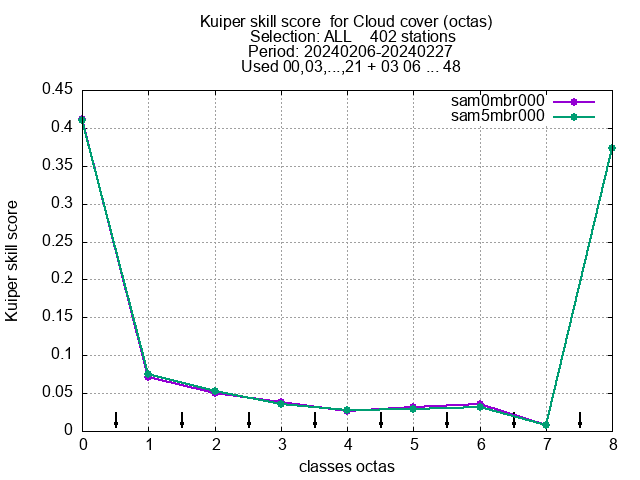 Kuiper skill score  for Cloud cover (octas)
Selection: ALL    402 stations
Period: 20240206-20240227
Used 00,03,...,21 + 03 06 ... 48
sam0mbr000
sam5mbr000
0.45
0.4
0.35
0.3
0.25
0.2
0.15
0.1
0.05
0
Kuiper skill score
0 1 2 3 4 5 6 7 8
classes octas